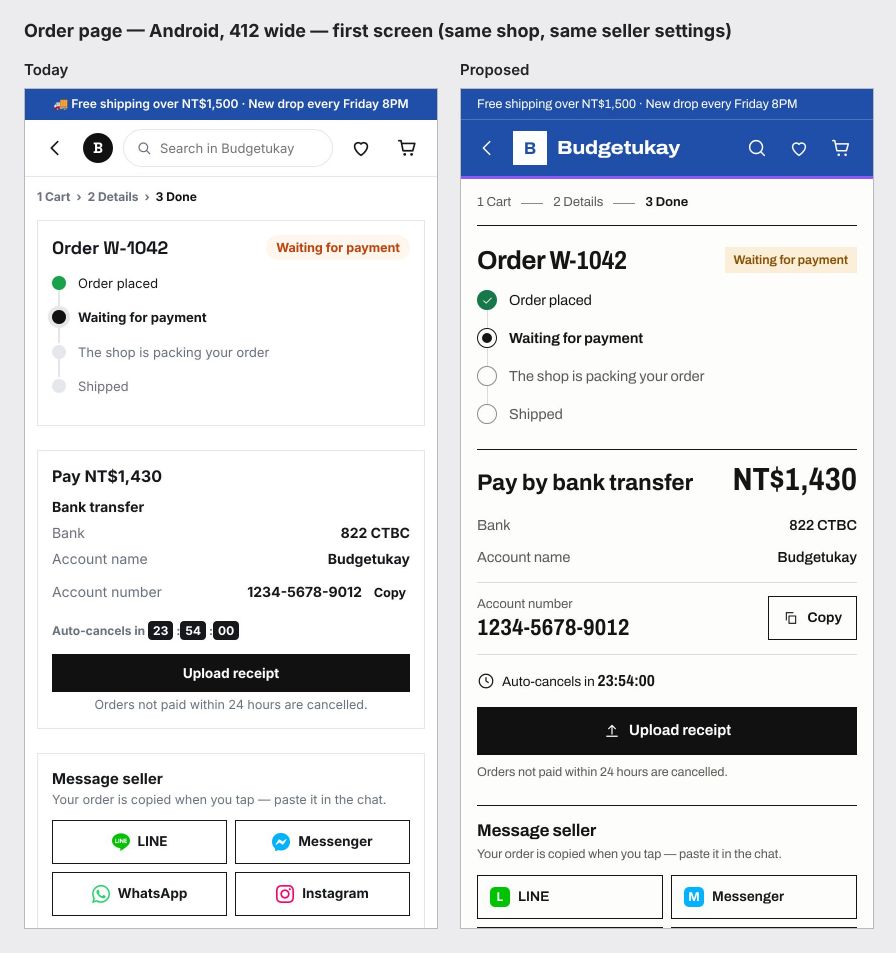 Order page — Android, 412 wide — first screen (same shop, same seller settings)
Today
🚚 Free shipping over NT$1,500 · New drop every Friday 8PM
B
Search in Budgetukay
1 Cart › 2 Details › 3 Done
Order W-1042
Waiting for payment
Order placed
Waiting for payment
The shop is packing your order
Shipped
Pay NT$1,430
Bank transfer
Bank 822 CTBC
Account name Budgetukay
Account number 1234-5678-9012 Copy
Auto-cancels in 23 : 54 : 00
Upload receipt
Orders not paid within 24 hours are cancelled.
Message seller
Your order is copied when you tap — paste it in the chat.
LINE LINE
Messenger
WhatsApp
Instagram
Proposed
Free shipping over NT$1,500 · New drop every Friday 8PM
B Budgetukay
1 Cart — 2 Details — 3 Done
Order W-1042
Waiting for payment
Order placed
Waiting for payment
The shop is packing your order
Shipped
Pay by bank transfer NT$1,430
Bank 822 CTBC
Account name Budgetukay
Account number
1234-5678-9012
Copy
Auto-cancels in 23:54:00
Upload receipt
Orders not paid within 24 hours are cancelled.
Message seller
Your order is copied when you tap — paste it in the chat.
L LINE
M Messenger